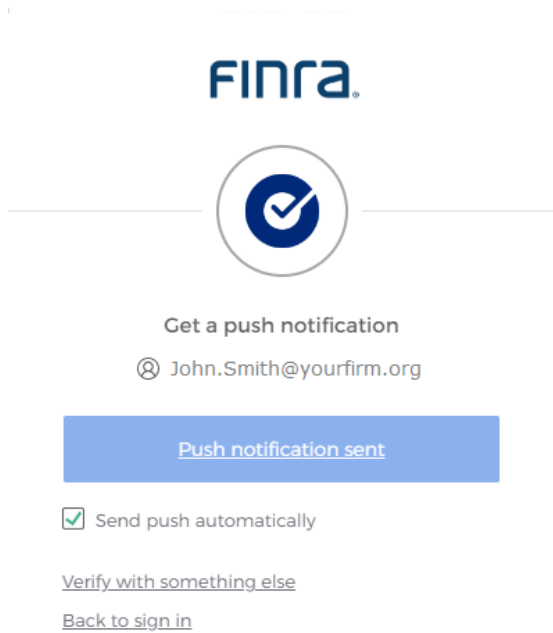 FINra.
Get a push notification
John.Smith@yourfirm.org
Push notification sent
Send push automatically
Verify with something else
Back to sign in